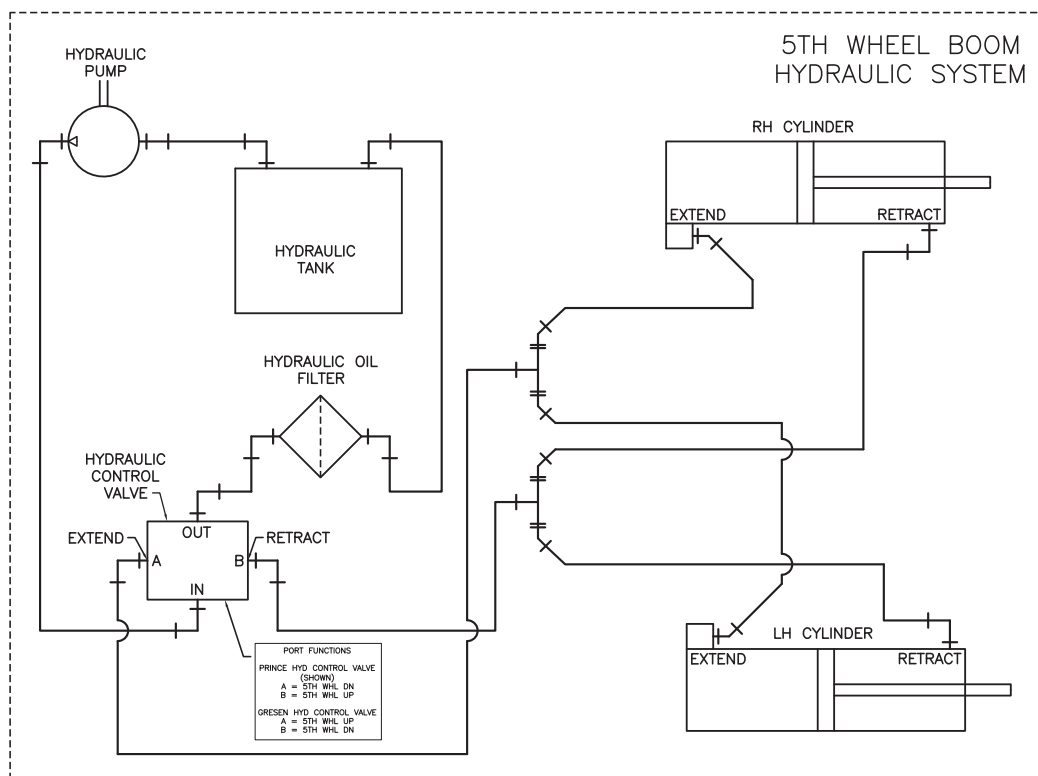 5TH WHEEL BOOM
HYDRAULIC SYSTEM
HYDRAULIC
PUMP
HYDRAULIC
TANK
RH CYLINDER
EXTEND
RETRACT
HYDRAULIC OIL
FILTER
HYDRAULIC
CONTROL
VALVE
OUT
EXTEND
A
B
RETRACT
IN
PORT FUNCTIONS
PRINCE HYD CONTROL VALVE
(SHOWN)
A = 5TH WHL DN
B = 5TH WHL UP
GRESEN HYD CONTROL VALVE
A = 5TH WHL UP
B = 5TH WHL DN
LH CYLINDER
EXTEND
RETRACT